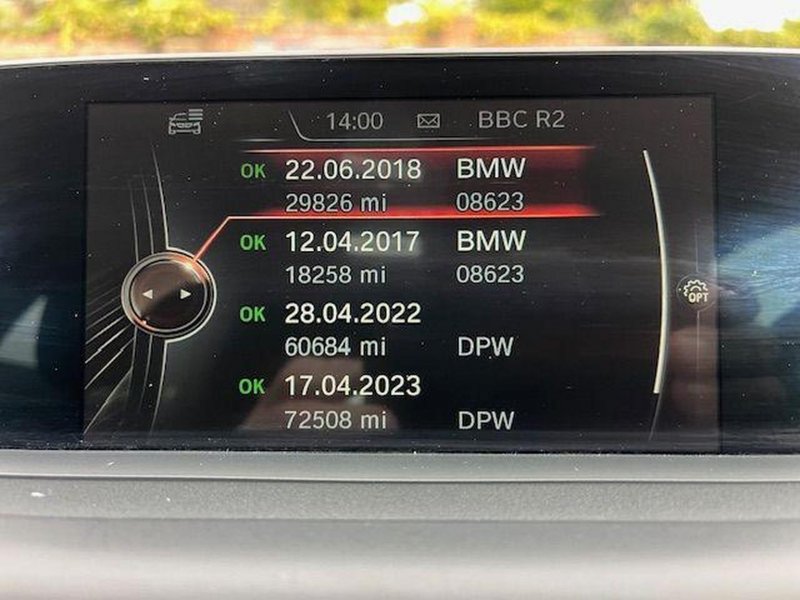 14:00 BBC R2
OK 22.06.2018 BMW
29826 mi 08623
OK 12.04.2017 BMW
18258 mi 08623
OK 28.04.2022
60684 mi DPW
OK 17.04.2023
72508 mi DPW
OPT